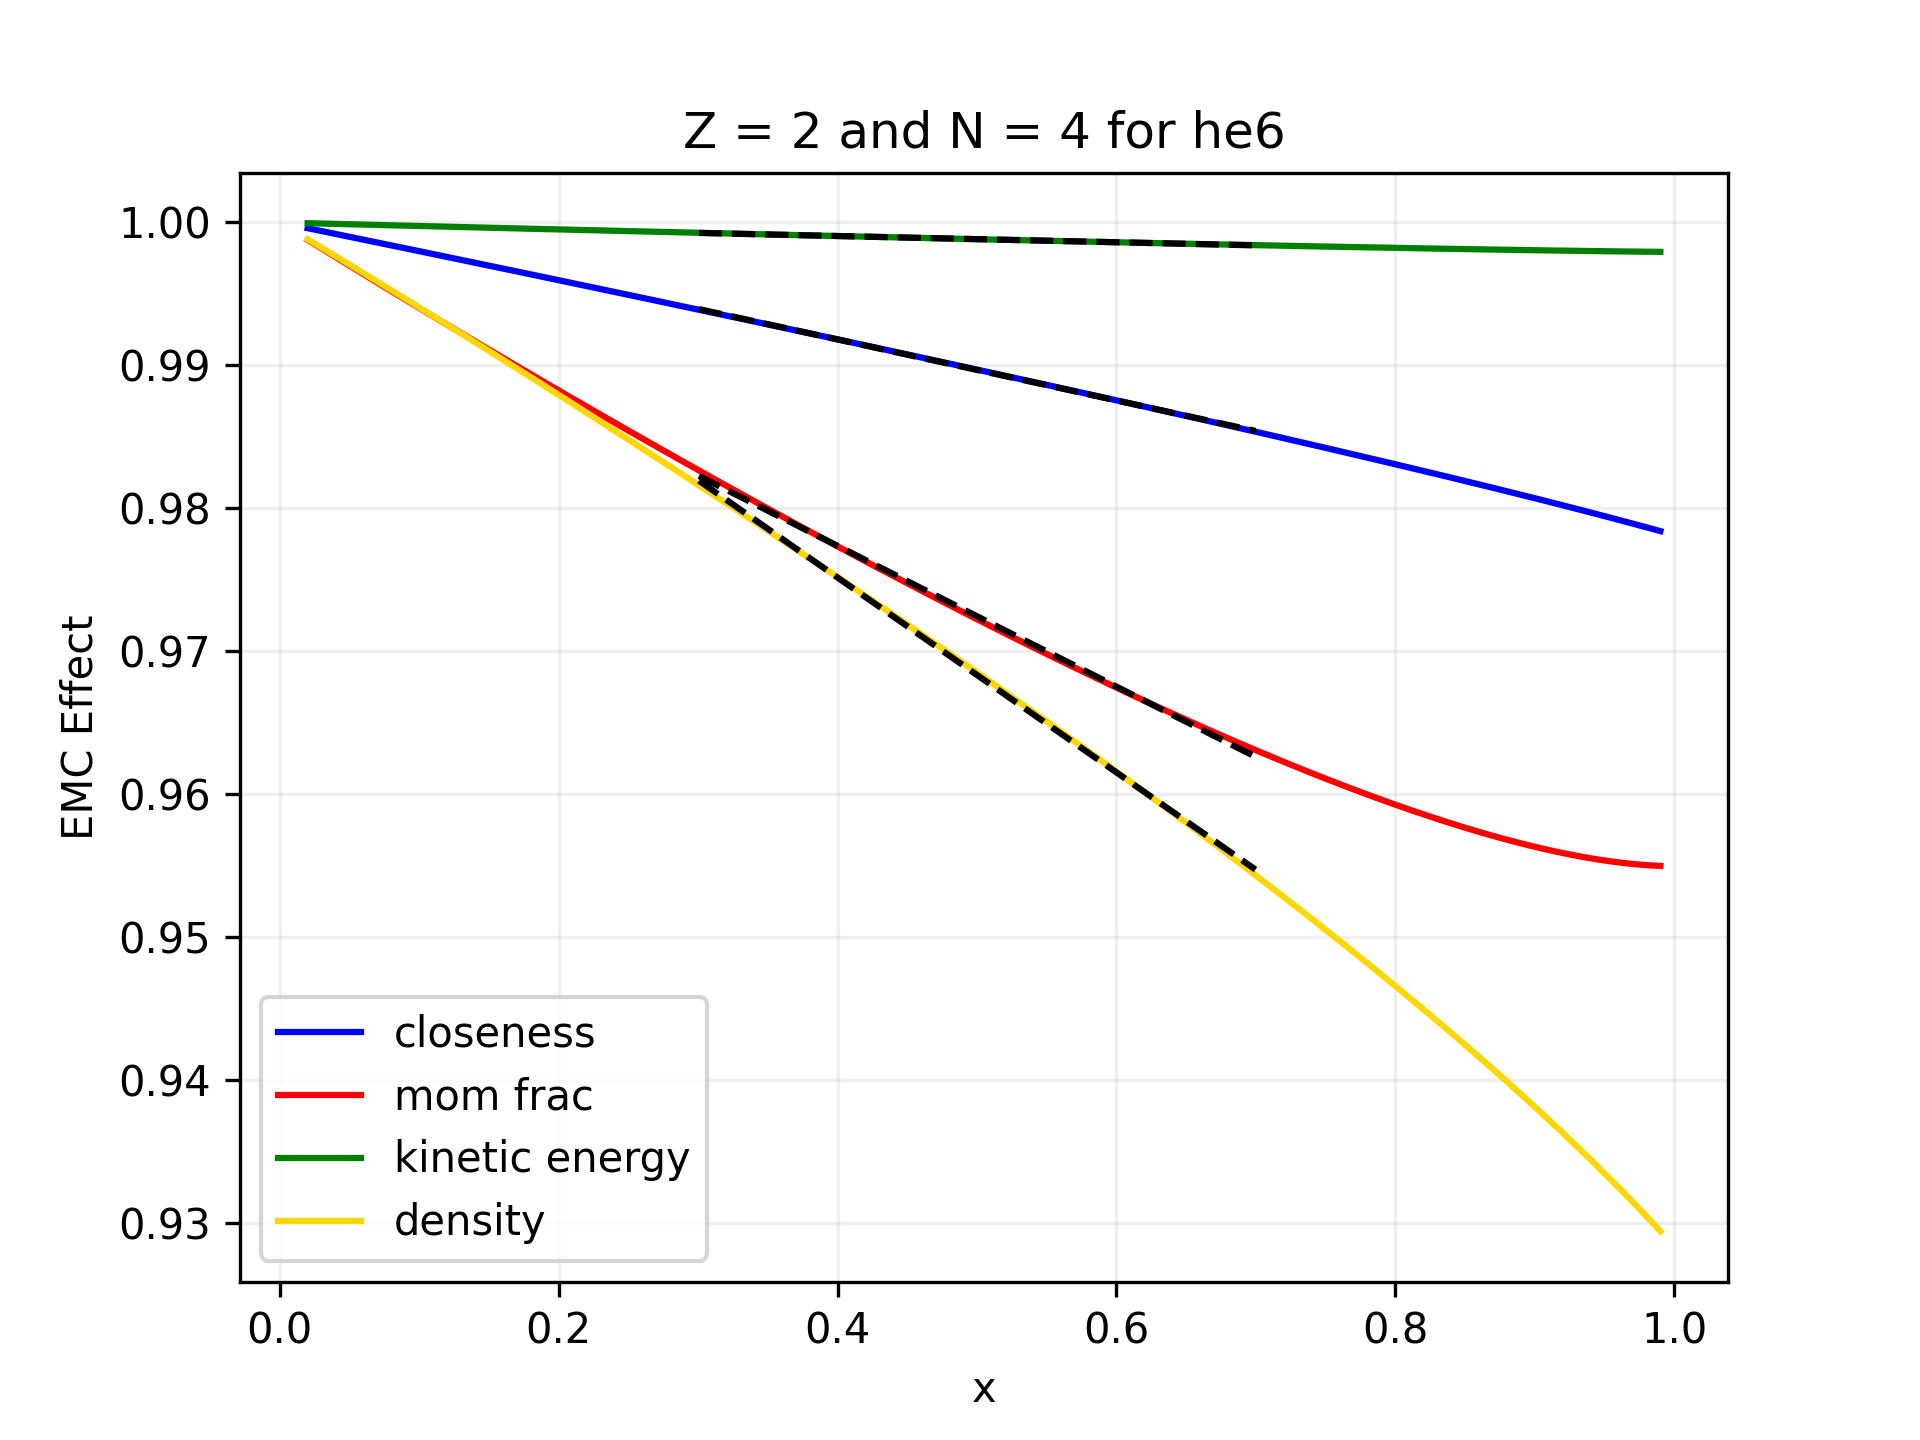 Z = 2 and N = 4 for he6
EMC Effect
1.00
0.99
0.98
0.97
0.96
0.95
0.94
0.93
closeness
mom frac
kinetic energy
density
0.0 0.2 0.4 0.6 0.8 1.0
x